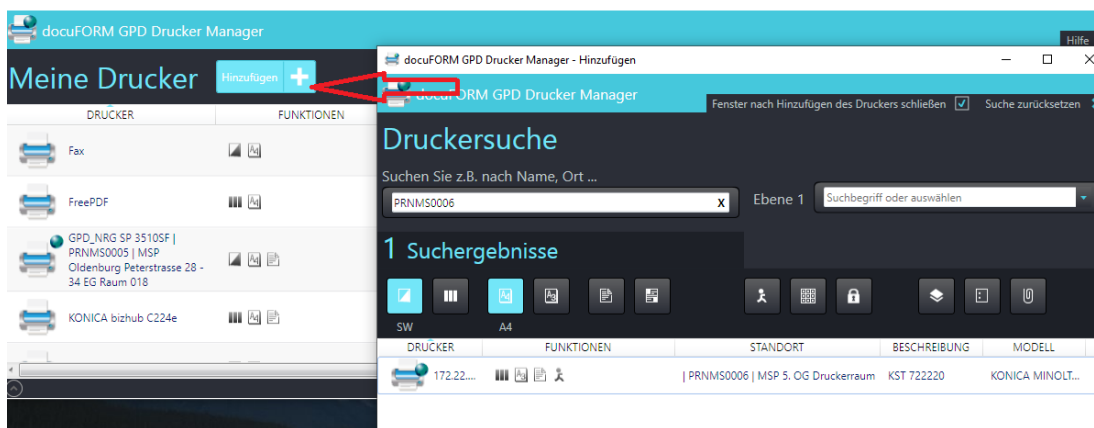 docuFORM GPD Drucker Manager
Hilfe
Meine Drucker
Hinzufügen
DRUCKER FUNKTIONEN
Fax
FreePDF
GPD_NRG SP 3510SF |
PRNMS0005 | MSP
Oldenburg Peterstrasse 28 -
34 EG Raum 018
KONICA bizhub C224e
docuFORM GPD Drucker Manager - Hinzufügen
docuFORM GPD Drucker Manager
Fenster nach Hinzufügen des Druckers schließen Suche zurücksetzen
Druckersuche
Suchen Sie z.B. nach Name, Ort ...
PRNMS0006 x Ebene 1 Suchbegriff oder auswählen
1 Suchergebnisse
A4 A3
SW A4
DRUCKER FUNKTIONEN STANDORT BESCHREIBUNG MODELL
172.22.... | PRNMS0006 | MSP 5. OG Druckerraum KST 722220 KONICA MINOLT...